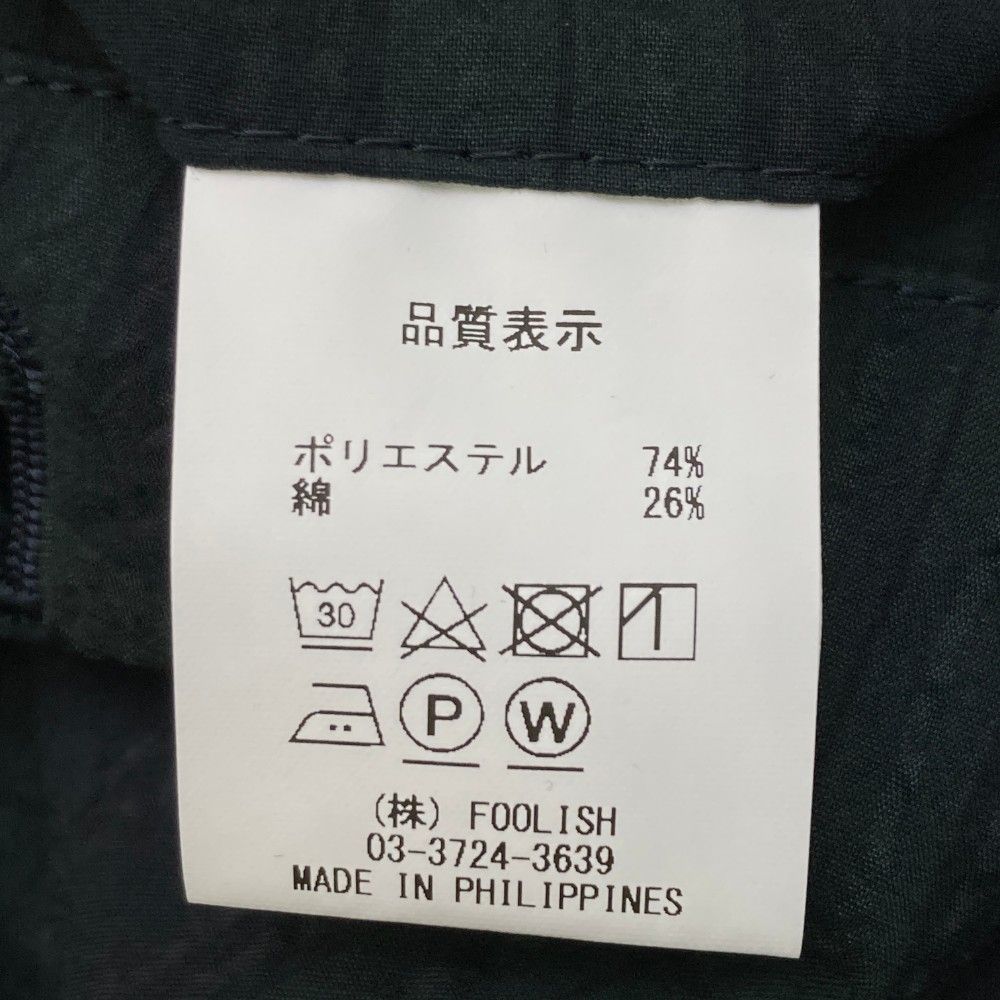 品質表示
ポリエステル 74%
綿 26%
30
P W
(株) FOOLISH
03-3724-3639
MADE IN PHILIPPINES